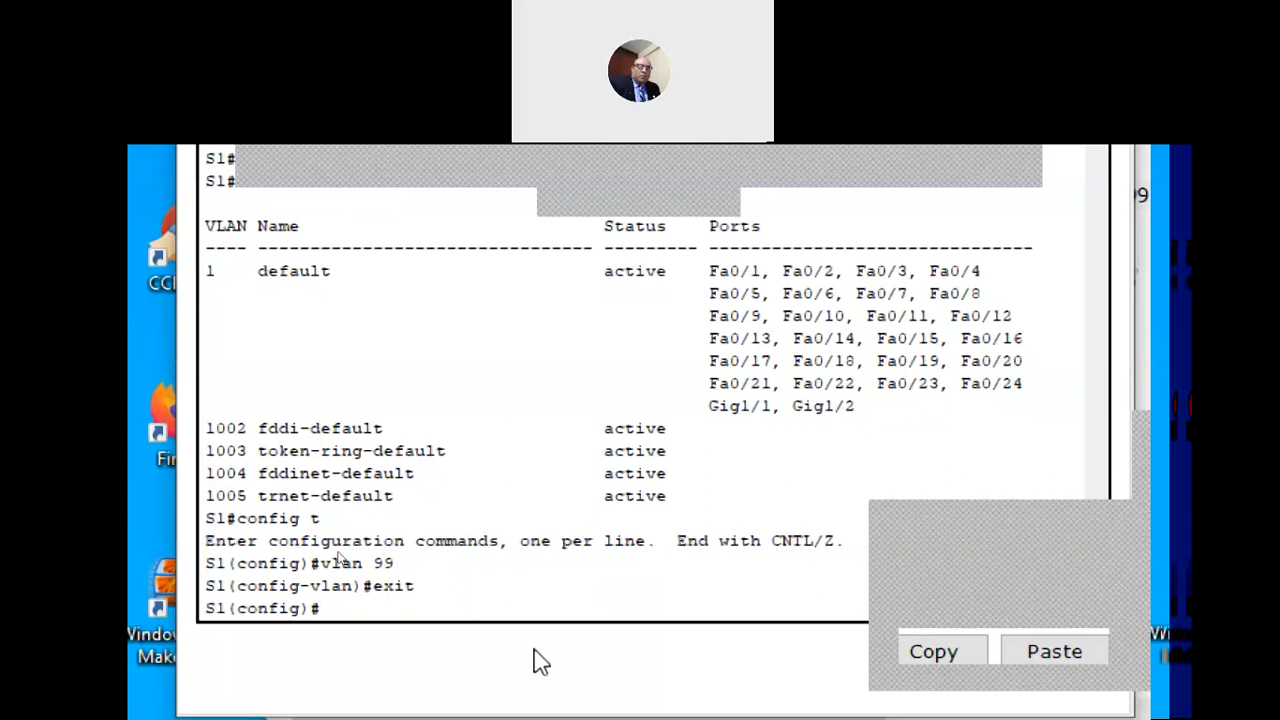 S1#
S1#
9
VLAN Name Status Ports
---- -------------------------------- --------- -------------------------------
1 default active Fa0/1, Fa0/2, Fa0/3, Fa0/4
Fa0/5, Fa0/6, Fa0/7, Fa0/8
Fa0/9, Fa0/10, Fa0/11, Fa0/12
Fa0/13, Fa0/14, Fa0/15, Fa0/16
Fa0/17, Fa0/18, Fa0/19, Fa0/20
Fa0/21, Fa0/22, Fa0/23, Fa0/24
Gig1/1, Gig1/2
1002 fddi-default active
1003 token-ring-default active
1004 fddinet-default active
1005 trnet-default active
S1#config t
Enter configuration commands, one per line. End with CNTL/Z.
S1(config)#vlan 99
S1(config-vlan)#exit
S1(config)#
Copy Paste